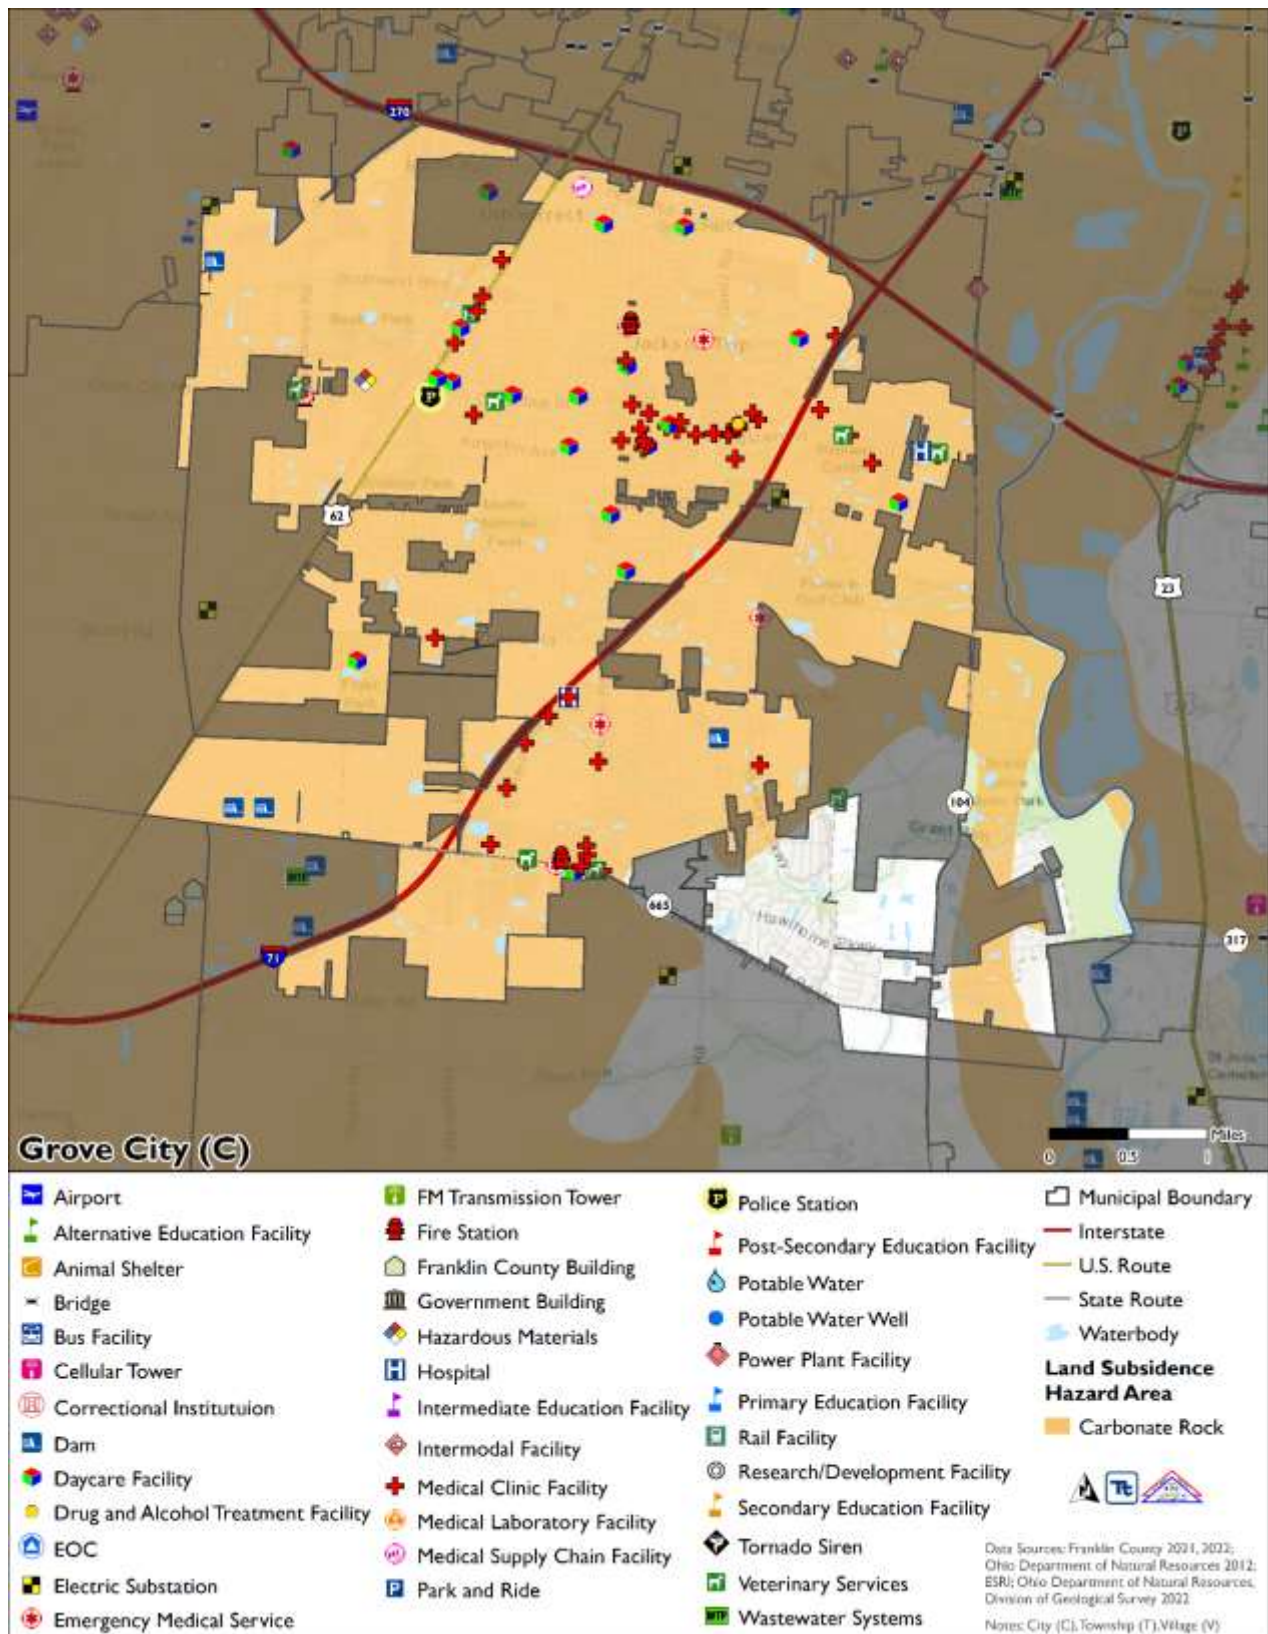 270
62
23
104
665
71
317
Hawthorne Pkwy
Grove City (C)
Miles
0 0.5 1
Airport
Alternative Education Facility
Animal Shelter
Bridge
Bus Facility
Cellular Tower
Correctional Institutuion
Dam
Daycare Facility
Drug and Alcohol Treatment Facility
EOC
Electric Substation
Emergency Medical Service
FM Transmission Tower
Fire Station
Franklin County Building
Government Building
Hazardous Materials
Hospital
Intermediate Education Facility
Intermodal Facility
Medical Clinic Facility
Medical Laboratory Facility
Medical Supply Chain Facility
Park and Ride
Police Station
Post-Secondary Education Facility
Potable Water
Potable Water Well
Power Plant Facility
Primary Education Facility
Rail Facility
Research/Development Facility
Secondary Education Facility
Tornado Siren
Veterinary Services
Wastewater Systems
Municipal Boundary
Interstate
U.S. Route
State Route
Waterbody
Land Subsidence
Hazard Area
Carbonate Rock
Data Sources: Franklin County 2021, 2022;
Ohio Department of Natural Resources 2012;
ESRI; Ohio Department of Natural Resources,
Division of Geological Survey 2022
Notes: City (C), Township (T), Village (V)